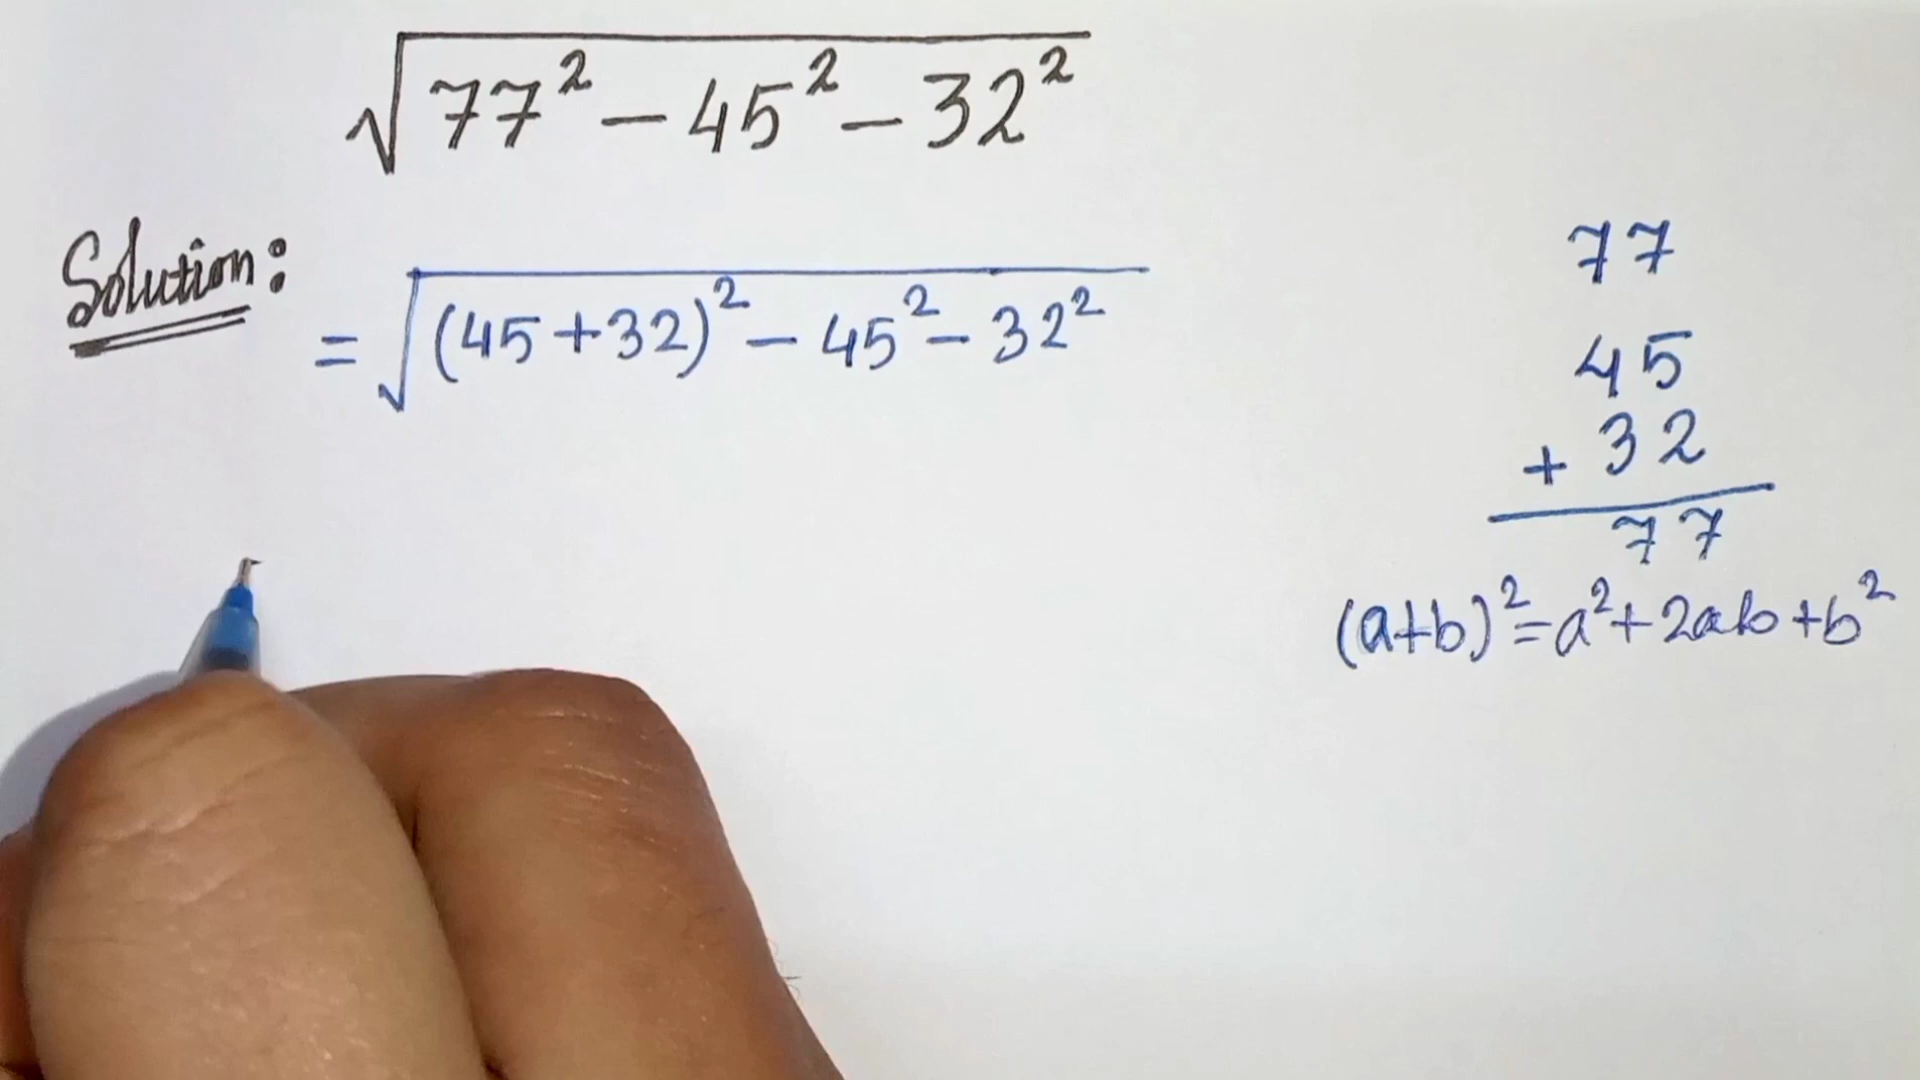 √77² - 45² - 32²
Solution:
= √(45+32)² - 45² - 32²
77
45
+ 32
77
(a+b)² = a² + 2ab + b²